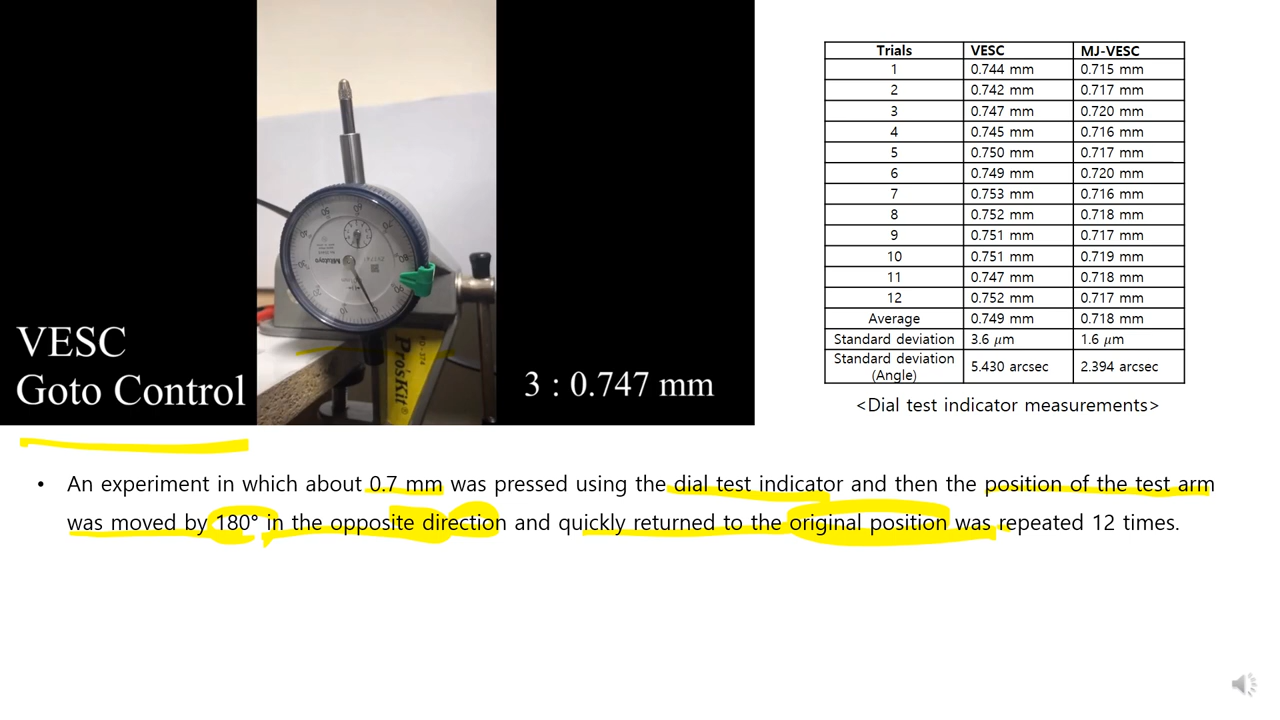 VESC
Goto Control
Mitutoyo
ProsKit®
PD-374
3 : 0.747 mm
Trials VESC MJ-VESC
1 0.744 mm 0.715 mm
2 0.742 mm 0.717 mm
3 0.747 mm 0.720 mm
4 0.745 mm 0.716 mm
5 0.750 mm 0.717 mm
6 0.749 mm 0.720 mm
7 0.753 mm 0.716 mm
8 0.752 mm 0.718 mm
9 0.751 mm 0.717 mm
10 0.751 mm 0.719 mm
11 0.747 mm 0.718 mm
12 0.752 mm 0.717 mm
Average 0.749 mm 0.718 mm
Standard deviation 3.6 𝜇m 1.6 𝜇m
Standard deviation
(Angle) 5.430 arcsec 2.394 arcsec
<Dial test indicator measurements>
• An experiment in which about 0.7 mm was pressed using the dial test indicator and then the position of the test arm
was moved by 180° in the opposite direction and quickly returned to the original position was repeated 12 times.